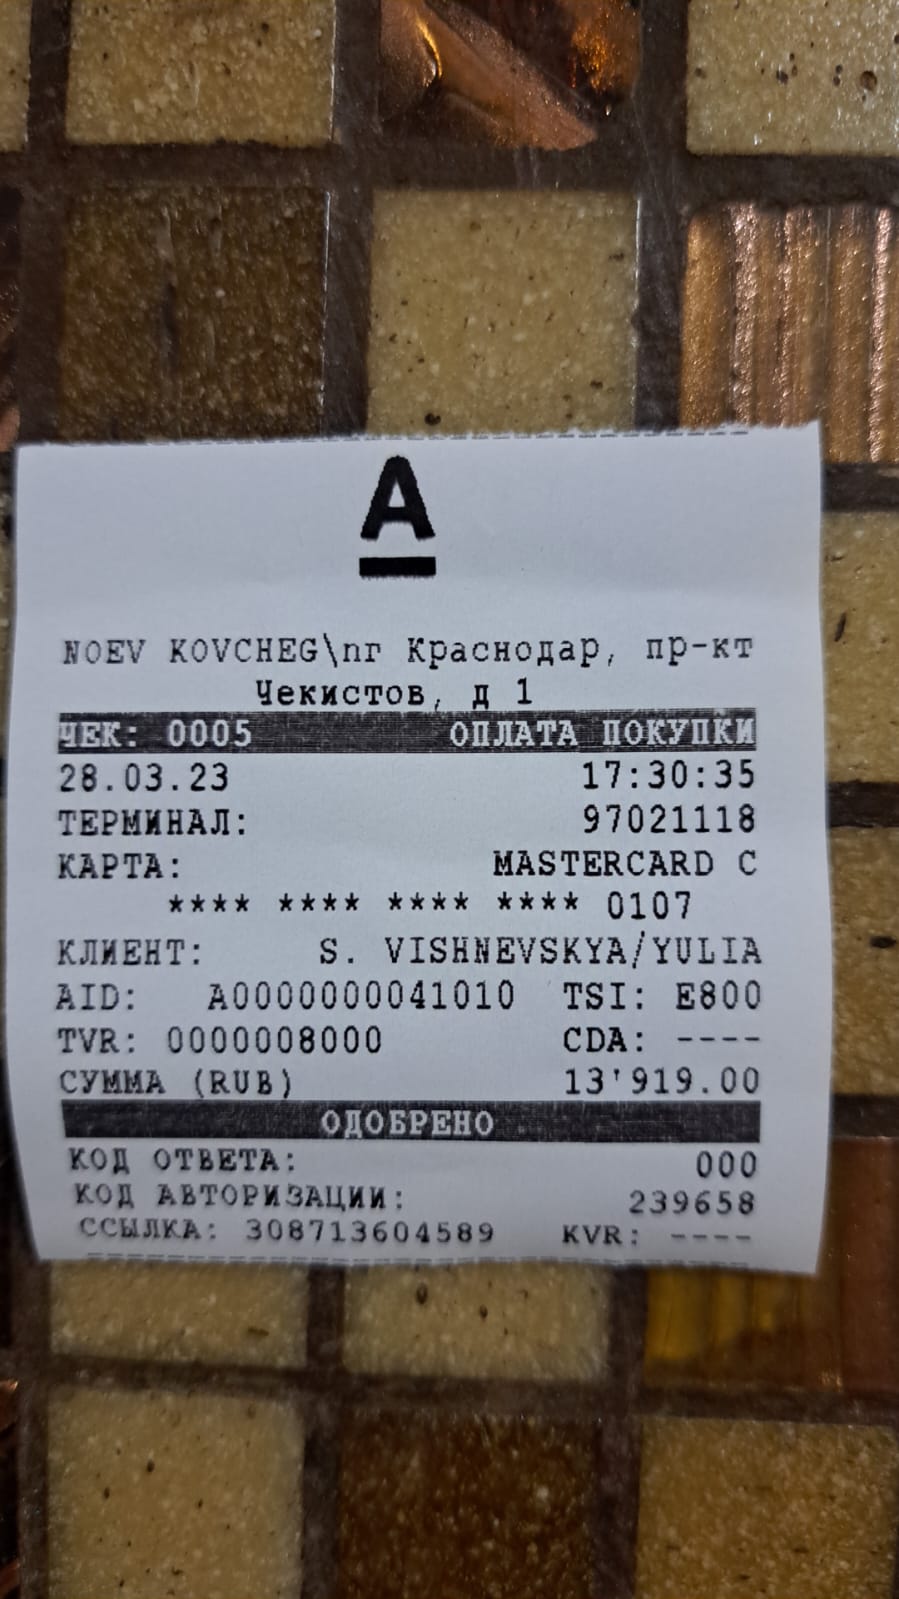 А
NOEV KOVCHEG\nг Краснодар, пр-кт
Чекистов, д 1
ЧЕК: 0005 ОПЛАТА ПОКУПКИ
28.03.23 17:30:35
ТЕРМИНАЛ: 97021118
КАРТА: MASTERCARD C
**** **** **** **** 0107
КЛИЕНТ: S. VISHNEVSKYA/YULIA
AID: A0000000041010 TSI: E800
TVR: 0000008000 CDA: ----
СУММА (RUB) 13'919.00
ОДОБРЕНО
КОД ОТВЕТА: 000
КОД АВТОРИЗАЦИИ: 239658
ССЫЛКА: 308713604589 KVR: ----